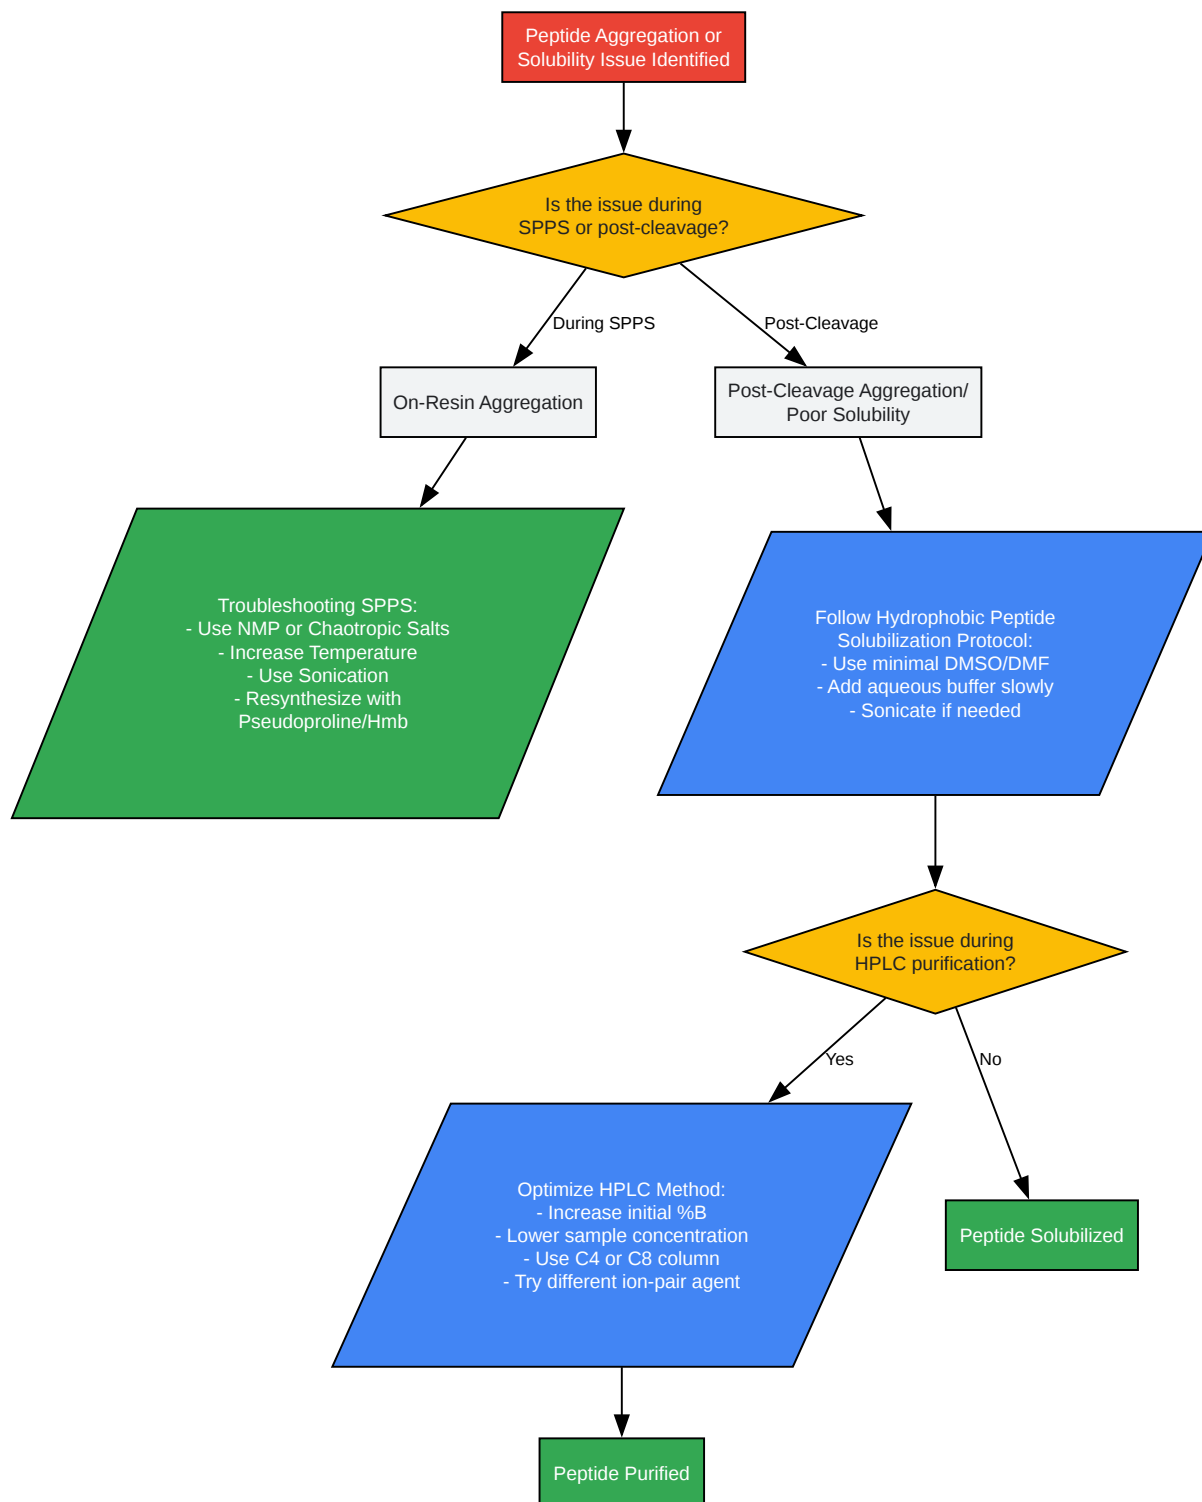 Peptide Aggregation or
Solubility Issue Identified
Is the issue during
SPPS or post-cleavage?
During SPPS
Post-Cleavage
On-Resin Aggregation
Post-Cleavage Aggregation/
Poor Solubility
Troubleshooting SPPS:
- Use NMP or Chaotropic Salts
- Increase Temperature
- Use Sonication
- Resynthesize with
Pseudoproline/Hmb
Follow Hydrophobic Peptide
Solubilization Protocol:
- Use minimal DMSO/DMF
- Add aqueous buffer slowly
- Sonicate if needed
Is the issue during
HPLC purification?
Yes
No
Optimize HPLC Method:
- Increase initial %B
- Lower sample concentration
- Use C4 or C8 column
- Try different ion-pair agent
Peptide Solubilized
Peptide Purified